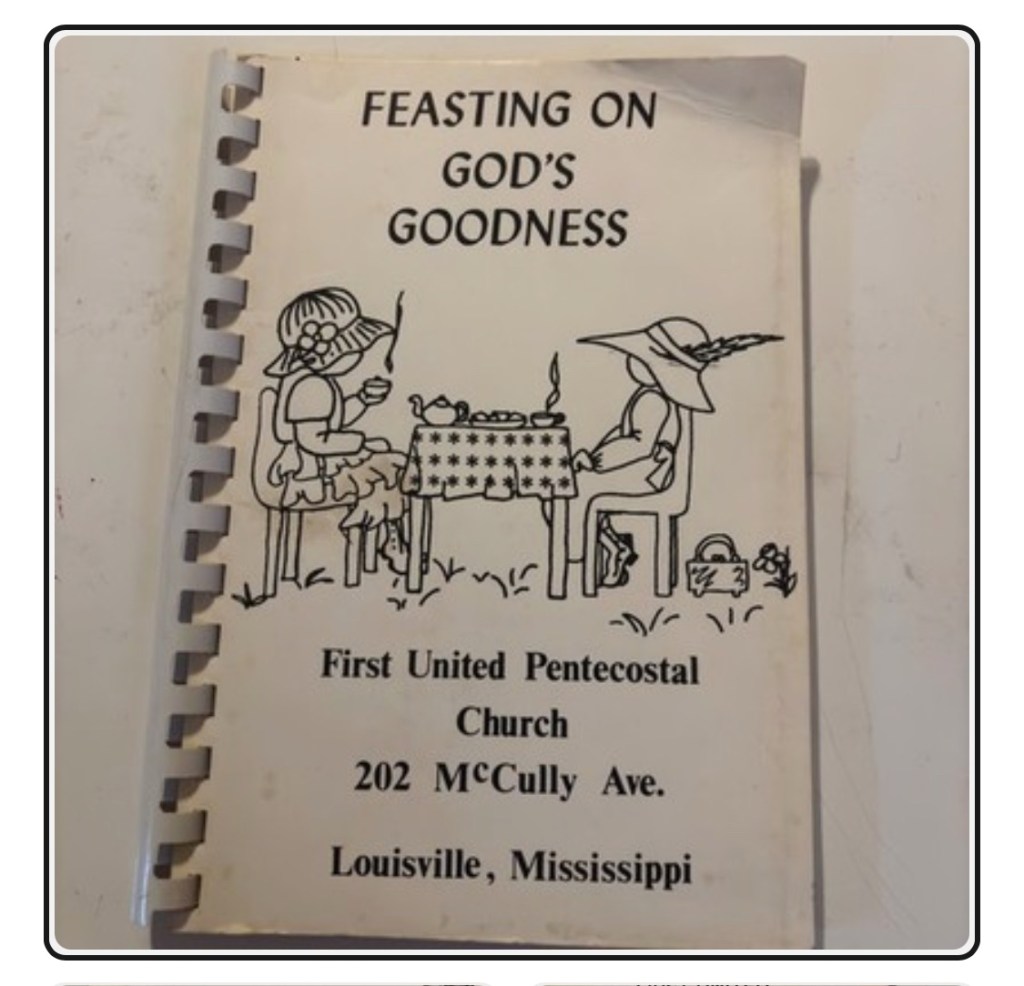 FEASTING ON
GOD'S
GOODNESS
First United Pentecostal
Church
202 McCully Ave.
Louisville, Mississippi